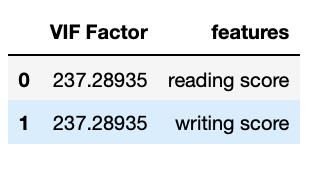 VIF Factor features
0 237.28935 reading score
1 237.28935 writing score